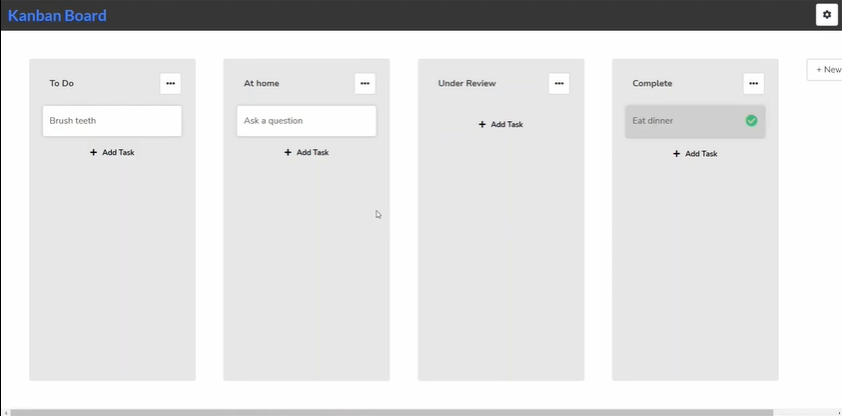 Kanban Board
To Do
Brush teeth
+ Add Task
At home
Ask a question
+ Add Task
Under Review
+ Add Task
Complete
Eat dinner
+ Add Task
+ New